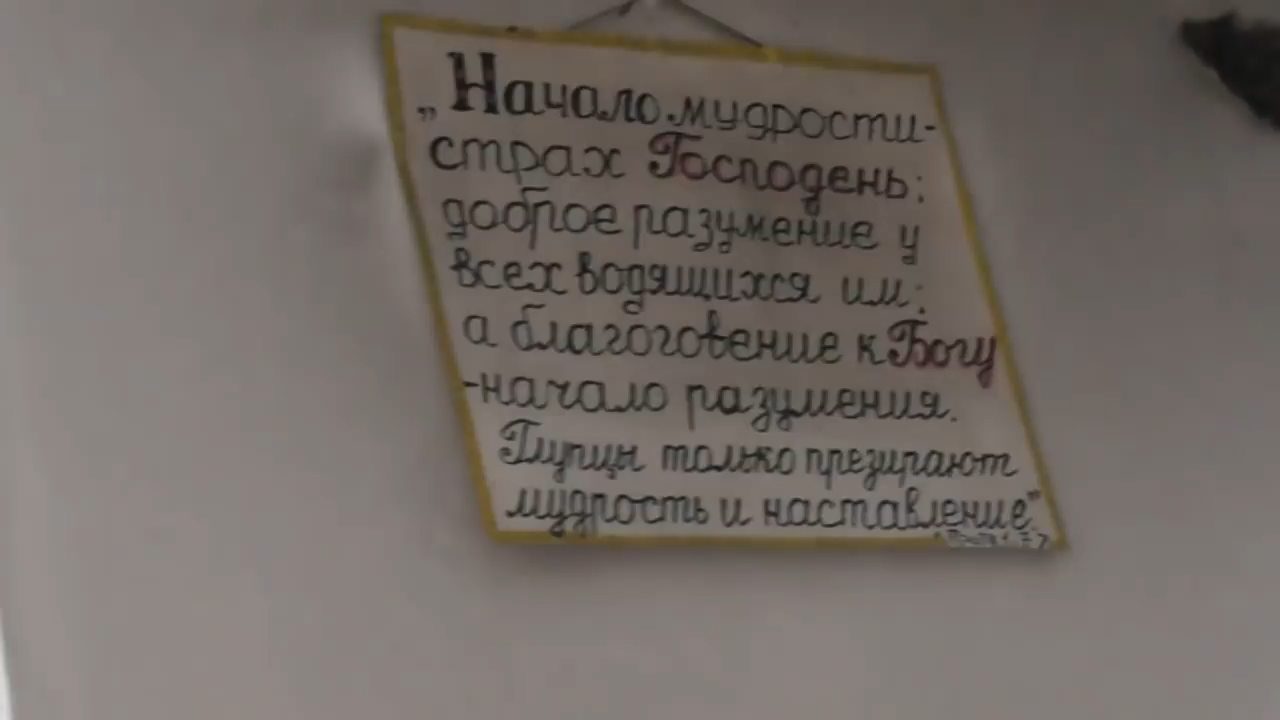 „Начало мудрости-
страх Господень;
доброе разумение у
всех водящихся им;
а благоговение к Богу
-начало разумения.
Глупцы только презирают
мудрость и наставление".